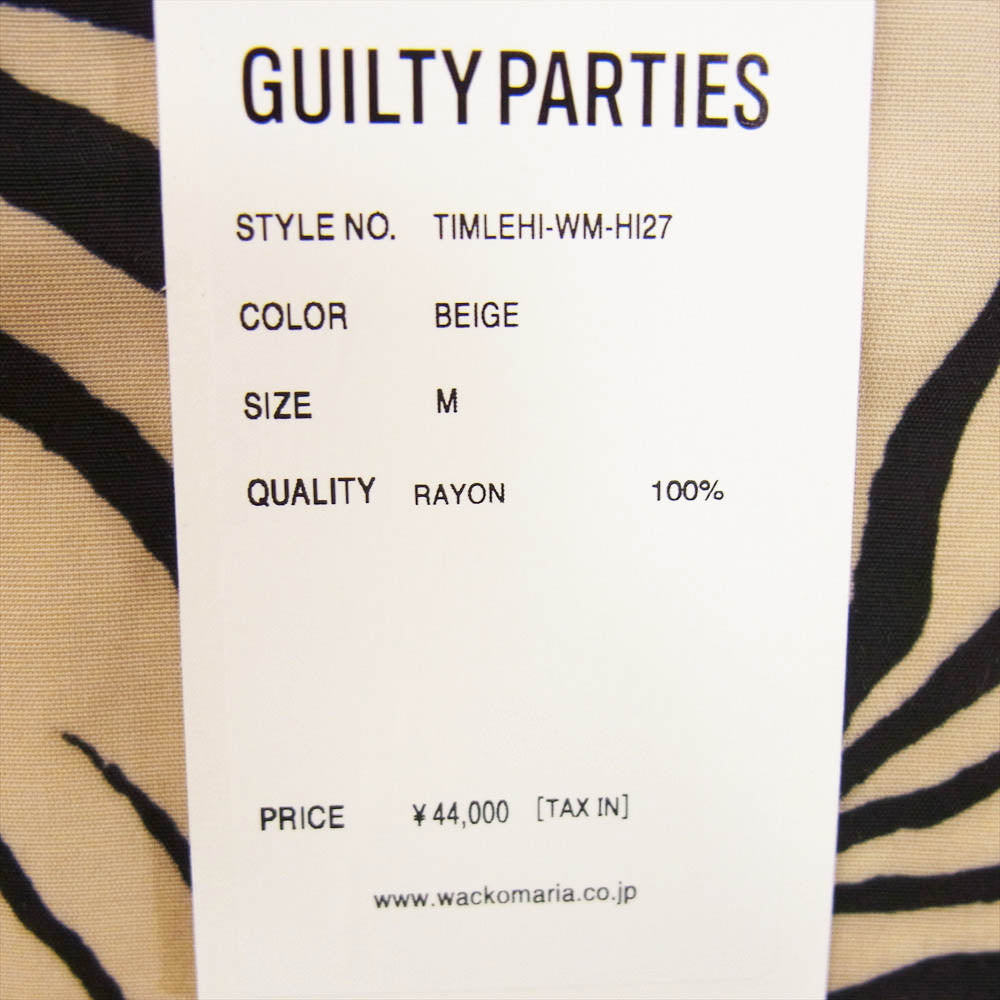 GUILTY PARTIES
STYLE NO. TIMLEHI-WM-HI27
COLOR BEIGE
SIZE M
QUALITY RAYON 100%
PRICE ¥44,000 [TAX IN]
www.wackomaria.co.jp